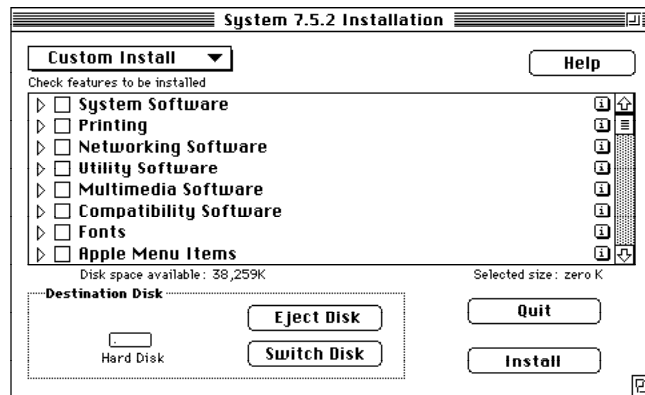 System 7.5.2 Installation
Custom Install
Help
Check features to be installed
System Software
Printing
Networking Software
Utility Software
Multimedia Software
Compatibility Software
Fonts
Apple Menu Items
Disk space available: 38,259K
Selected size: zero K
Destination Disk
Eject Disk
Quit
Hard Disk
Switch Disk
Install